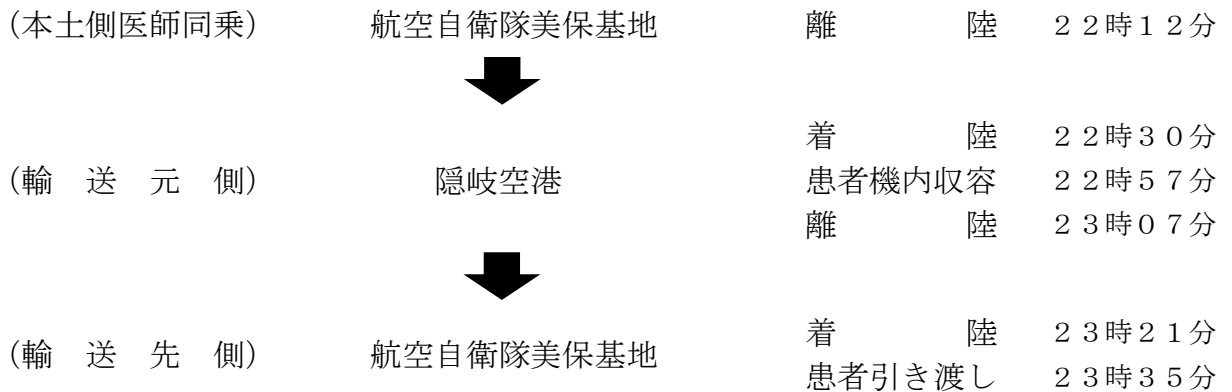 （本土側医師同乗） 航空自衛隊美保基地 離　　　　陸 ２２時１２分
着　　　　陸 ２２時３０分
（輸　送　元　側） 隠岐空港 患者機内収容 ２２時５７分
離　　　　陸 ２３時０７分
着　　　　陸 ２３時２１分
（輸　送　先　側） 航空自衛隊美保基地
患者引き渡し ２３時３５分